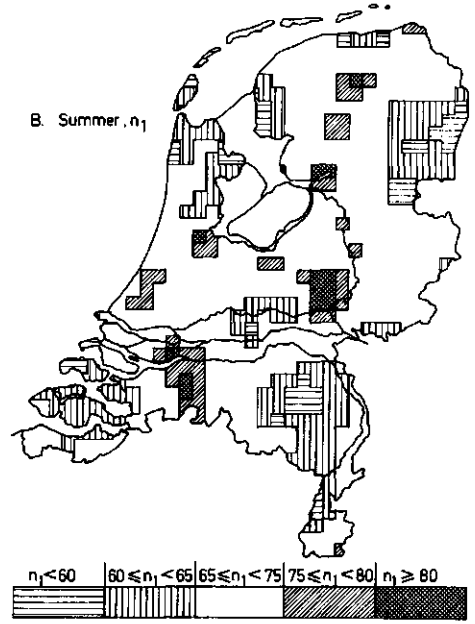 B. Summer, n₁
n₁ < 60 60 ⩽ n₁ < 65 65 ⩽ n₁ < 75 75 ⩽ n₁ < 80 n₁ ⩾ 80